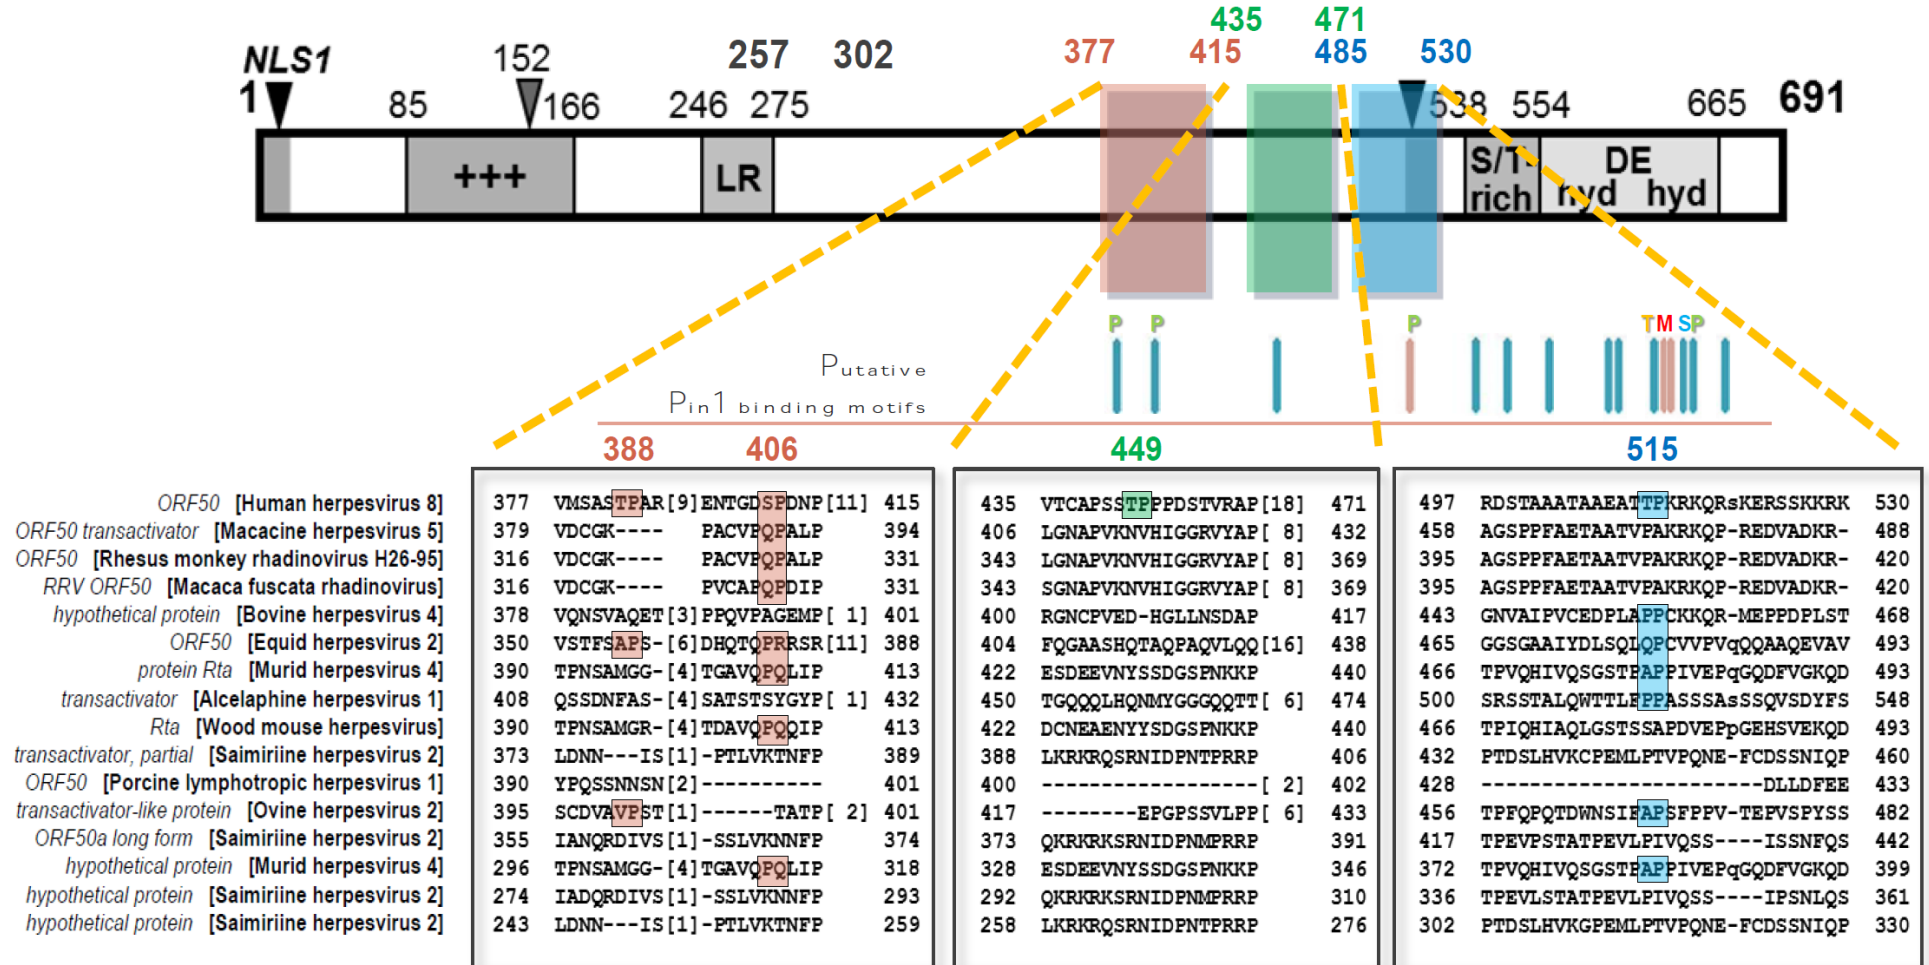 435 471
NLS1 152 257 302 377 415 485 530
1 85 166 246 275 538 554 665 691
+++ LR S/T- rich DE hyd hyd
P P P T M S P
Putative
Pin1 binding motifs
388 406 449 515
ORF50 [Human herpesvirus 8] 377 VMSASTPAR[9]ENTGDSPDNP[11] 415 435 VTCAPSSTPPPDSTVRAP[18] 471 497 RDSTAAATAAEATTPKRKQRsKERSSKKRK 530
ORF50 transactivator [Macacine herpesvirus 5] 379 VDCGK---- PACVPQPALP 394 406 LGNAPVKNVHIGGRVYAP[ 8] 432 458 AGSPPFAETAATVPAKRKQP-REDVADKR- 488
ORF50 [Rhesus monkey rhadinovirus H26-95] 316 VDCGK---- PACVPQPALP 331 343 LGNAPVKNVHIGGRVYAP[ 8] 369 395 AGSPPFAETAATVPAKRKQP-REDVADKR- 420
RRV ORF50 [Macaca fuscata rhadinovirus] 316 VDCGK---- PVCAPQPDIP 331 343 SGNAPVKNVHIGGRVYAP[ 8] 369 395 AGSPPFAETAATVPAKRKQP-REDVADKR- 420
hypothetical protein [Bovine herpesvirus 4] 378 VQNSVAQET[3]PPQVPAGEMP[ 1] 401 400 RGNCPVED-HGLLNSDAP 417 443 GNVAIPVCEDPLAPPCKKQR-MEPPDPLST 468
ORF50 [Equid herpesvirus 2] 350 VSTFSAPS-[6]DHQTQPRRSR[11] 388 404 FQGAASHQTAQPAQVLQQ[16] 438 465 GGSGAAIYDLSQLQPCVVPVqQQAAQEVAV 493
protein Rta [Murid herpesvirus 4] 390 TPNSAMGG-[4]TGAVQPQLIP 413 422 ESDEEVNYSSDGSPNKKP 440 466 TPVQHIVQSGSTPAPPIVEPqGQDFVGKQD 493
transactivator [Alcelaphine herpesvirus 1] 408 QSSDNFAS-[4]SATSTSYGYP[ 1] 432 450 TGQQQLHQNMYGGGQQTT[ 6] 474 500 SRSSTALQWTTLFPPASSSAsSSQVSDYFS 548
Rta [Wood mouse herpesvirus] 390 TPNSAMGR-[4]TDAVQPQQIP 413 422 DCNEAENYYSDGSPNKKP 440 466 TPIQHIAQLGSTSSAPDVEPpGEHSVEKQD 493
transactivator, partial [Saimiriine herpesvirus 2] 373 LDNN---IS[1]-PTLVKTNFP 389 388 LKRKRQSRNIDPNTPRRP 406 432 PTDSLHVKCPEMLPTVPQNE-FCDSSNIQP 460
ORF50 [Porcine lymphotropic herpesvirus 1] 390 YPQSSNNSN[2]---------- 401 400 ------------------[ 2] 402 428 -----------------------DLLDFEE 433
transactivator-like protein [Ovine herpesvirus 2] 395 SCDVAVPST[1]------TATP[ 2] 401 417 --------EPGPSSVLPP[ 6] 433 456 TPFQPQTDWNSIFAPSFPPV-TEPVSPYSS 482
ORF50a long form [Saimiriine herpesvirus 2] 355 IANQRDIVS[1]-SSLVKNNFP 374 373 QKRKRKSRNIDPNMPRRP 391 417 TPEVPSTATPEVLPIVQSS----ISSNFQS 442
hypothetical protein [Murid herpesvirus 4] 296 TPNSAMGG-[4]TGAVQPQLIP 318 328 ESDEEVNYSSDGSPNKKP 346 372 TPVQHIVQSGSTPAPPIVEPqGQDFVGKQD 399
hypothetical protein [Saimiriine herpesvirus 2] 274 IADQRDIVS[1]-SSLVKNNFP 293 292 QKRKRKSRNIDPNMPRRP 310 336 TPEVLSTATPEVLPIVQSS----IPSNLQS 361
hypothetical protein [Saimiriine herpesvirus 2] 243 LDNN---IS[1]-PTLVKTNFP 259 258 LKRKRQSRNIDPNTPRRP 276 302 PTDSLHVKGPEMLPTVPQNE-FCDSSNIQP 330